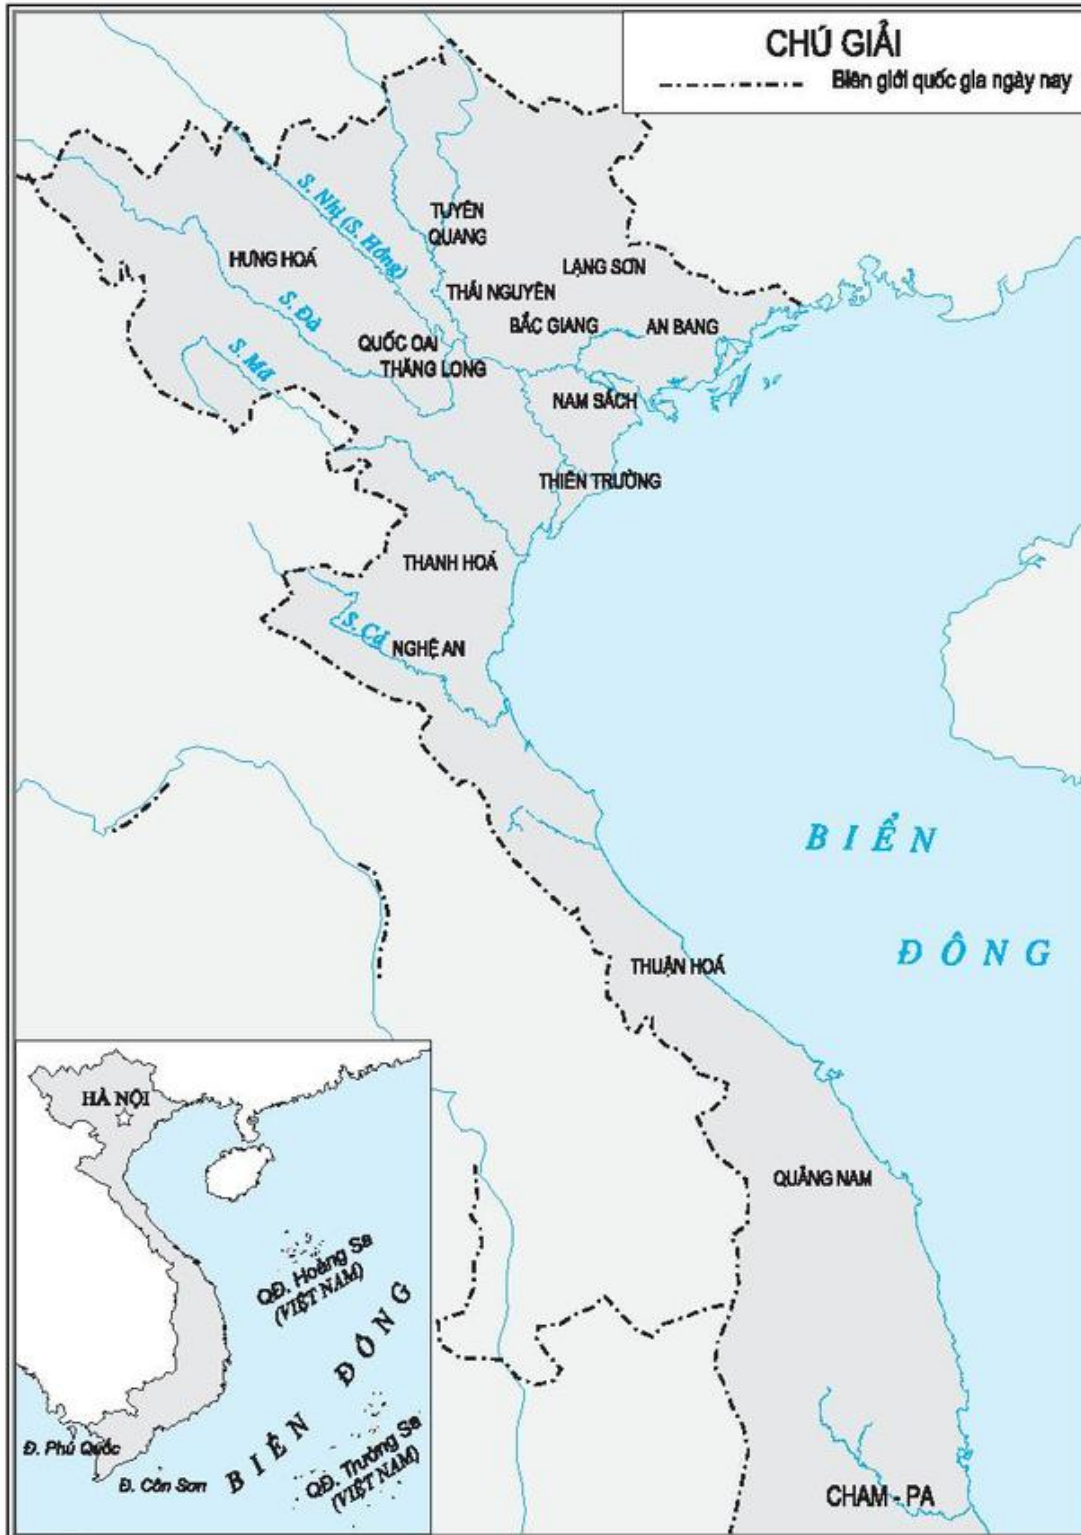 CHÚ GIẢI
Biên giới quốc gia ngày nay
S. Nhị (S. Hồng)
TUYÊN
QUANG
HƯNG HOÁ
LẠNG SƠN
THÁI NGUYÊN
S. Đà
BẮC GIANG
AN BANG
QUỐC OAI
S. Mã
THĂNG LONG
NAM SÁCH
THIÊN TRƯỜNG
THANH HOÁ
S. Cả
NGHỆ AN
BIỂN
ĐÔNG
THUẬN HOÁ
QUẢNG NAM
CHAM - PA
HÀ NỘI
QĐ. Hoàng Sa
(VIỆT NAM)
BIỂN ĐÔNG
QĐ. Trường Sa
(VIỆT NAM)
Đ. Phú Quốc
Đ. Côn Sơn